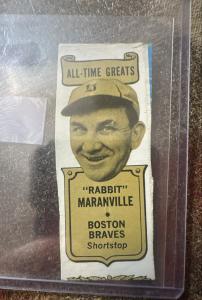 ALL-TIME GREATS
B
"RABBIT"
MARANVILLE
•
BOSTON
BRAVES
Shortstop